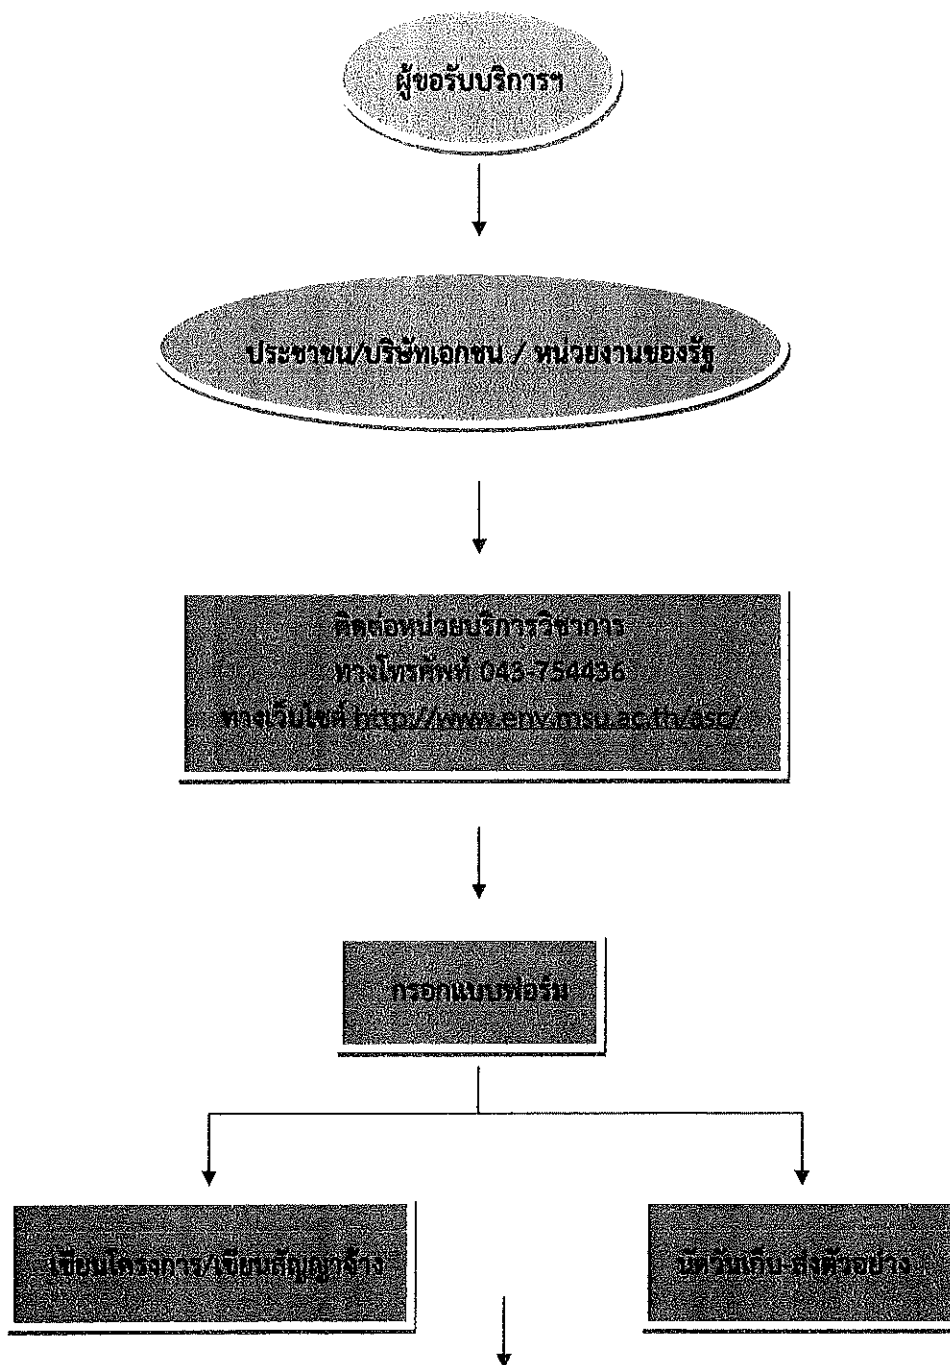 ผู้ขอรับบริการฯ
ประชาชน/บริษัทเอกชน / หน่วยงานของรัฐ
ติดต่อหน่วยบริการวิชาการ
ทางโทรศัพท์ 043-754436
ทางเว็บไซต์ http://www.env.msu.ac.th/asc/
กรอกแบบฟอร์ม
เขียนโครงการ/เขียนสัญญาจ้าง
นัดวันเก็บ-ส่งตัวอย่าง